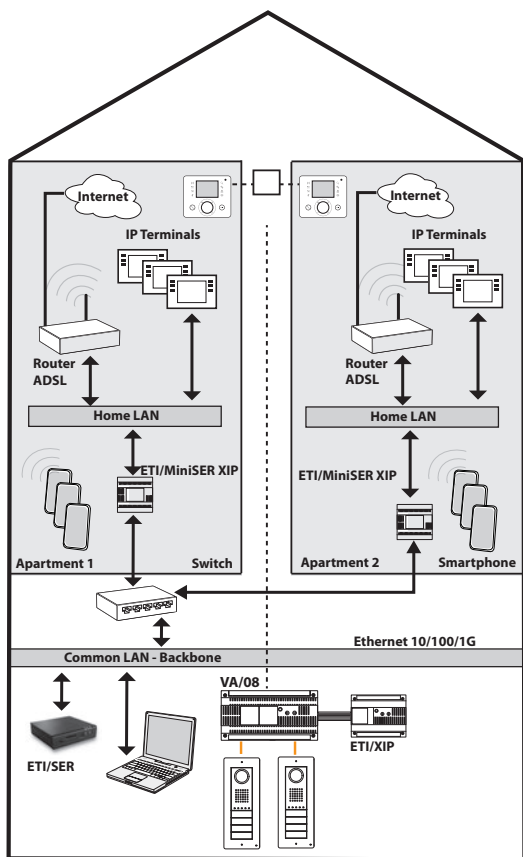 Internet
IP Terminals
Router
ADSL
Home LAN
ETI/MiniSER XIP
Apartment 1
Switch
Internet
IP Terminals
Router
ADSL
Home LAN
ETI/MiniSER XIP
Apartment 2
Smartphone
Ethernet 10/100/1G
Common LAN - Backbone
VA/08
ETI/XIP
ETI/SER